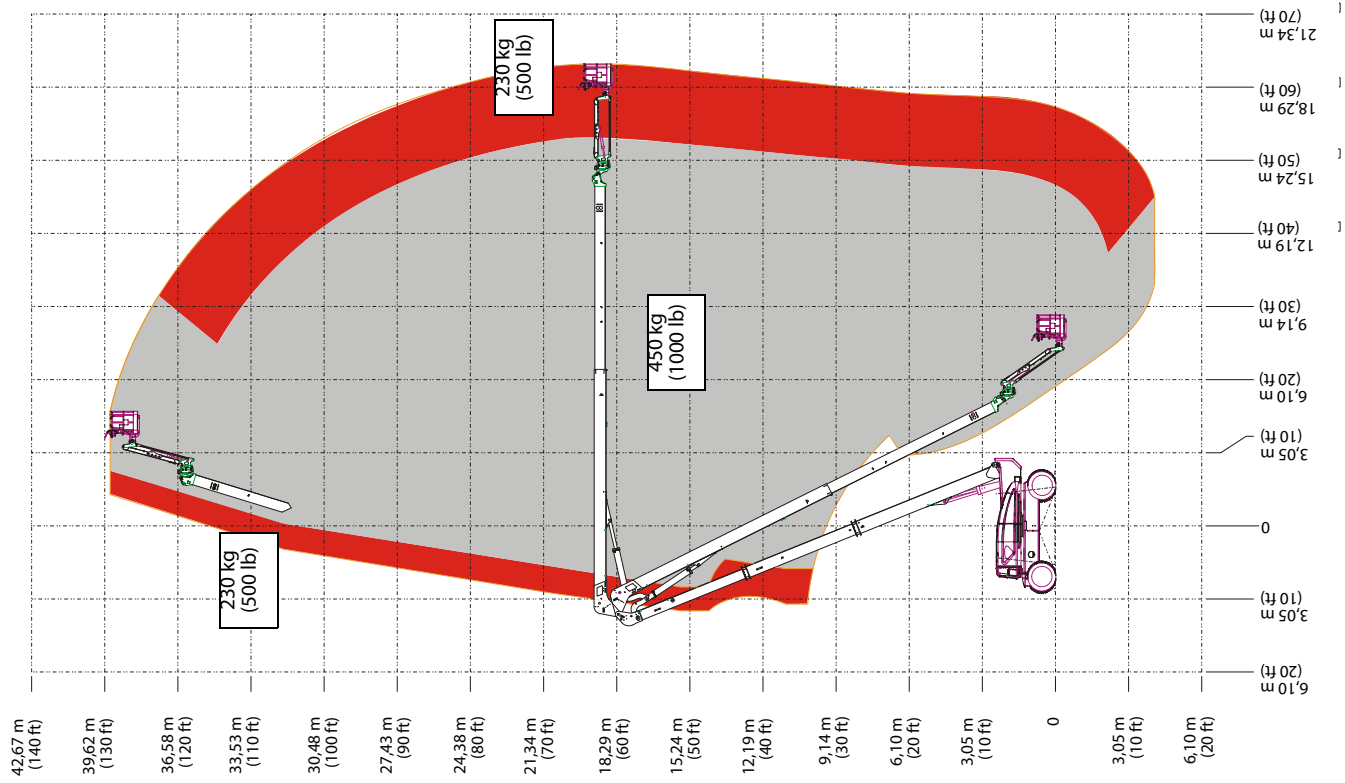 230 kg
(500 lb)
450 kg
(1000 lb)
230 kg
(500 lb)
21,34 m
(70 ft)
18,29 m
(60 ft)
15,24 m
(50 ft)
12,19 m
(40 ft)
9,14 m
(30 ft)
6,10 m
(20 ft)
3,05 m
(10 ft)
0
3,05 m
(10 ft)
6,10 m
(20 ft)
42,67 m
(140 ft)
39,62 m
(130 ft)
36,58 m
(120 ft)
33,53 m
(110 ft)
30,48 m
(100 ft)
27,43 m
(90 ft)
24,38 m
(80 ft)
21,34 m
(70 ft)
18,29 m
(60 ft)
15,24 m
(50 ft)
12,19 m
(40 ft)
9,14 m
(30 ft)
6,10 m
(20 ft)
3,05 m
(10 ft)
0
3,05 m
(10 ft)
6,10 m
(20 ft)